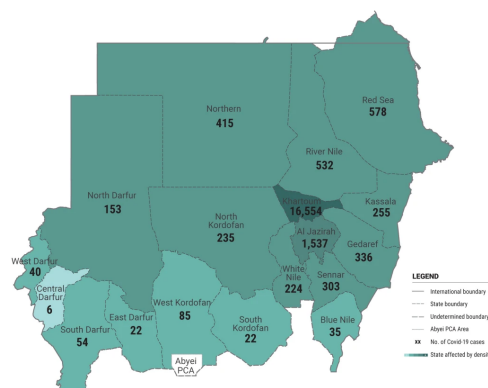 Northern
415
Red Sea
578
River Nile
532
North Darfur
153
Khartoum
16,554
Kassala
255
North
Kordofan
235
Al Jazirah
1,537
Gedaref
336
West Darfur
40
White
Nile
224
Sennar
303
Central
Darfur
6
East Darfur
22
West Kordofan
85
South
Kordofan
22
Blue Nile
35
South Darfur
54
Abyei
PCA
LEGEND
International boundary
State boundary
Undetermined boundary
Abyei PCA Area
xx No. of Covid-19 cases
State affected by densit